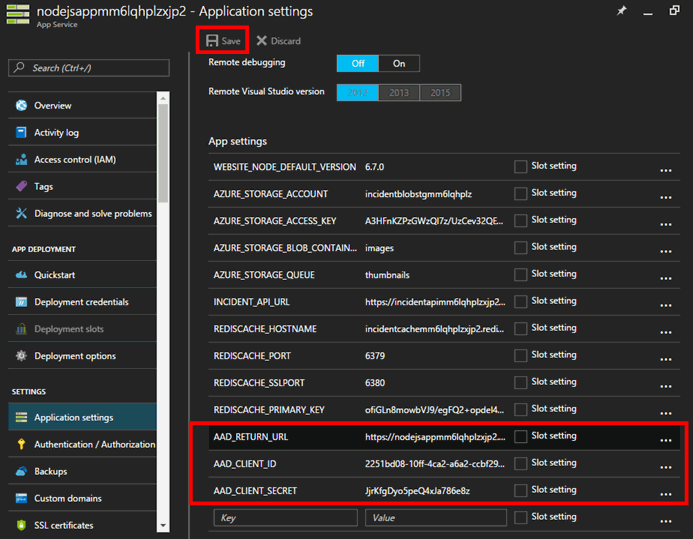 nodejsappmm6lqhplzxjp2 - Application settings
App Service
Save Discard
Search (Ctrl+/)
Overview
Activity log
Access control (IAM)
Tags
Diagnose and solve problems
APP DEPLOYMENT
Quickstart
Deployment credentials
Deployment slots
Deployment options
SETTINGS
Application settings
Authentication / Authorization
Backups
Custom domains
SSL certificates
Remote debugging Off On
Remote Visual Studio version 2012 2013 2015
App settings
WEBSITE_NODE_DEFAULT_VERSION 6.7.0 Slot setting ...
AZURE_STORAGE_ACCOUNT incidentblobstgmm6lqhplz Slot setting ...
AZURE_STORAGE_ACCESS_KEY A3HFnKZPzGWzQI7z/UzCev32QE... Slot setting ...
AZURE_STORAGE_BLOB_CONTAIN... images Slot setting ...
AZURE_STORAGE_QUEUE thumbnails Slot setting ...
INCIDENT_API_URL https://incidentapimm6lqhplzxjp2... Slot setting ...
REDISCACHE_HOSTNAME incidentcachemm6lqhplzxjp2.redi... Slot setting ...
REDISCACHE_PORT 6379 Slot setting ...
REDISCACHE_SSLPORT 6380 Slot setting ...
REDISCACHE_PRIMARY_KEY ofiGLn8mowbVJ9/egFQ2+opdeI4... Slot setting ...
AAD_RETURN_URL https://nodejsappmm6lqhplzxjp2.... Slot setting ...
AAD_CLIENT_ID 2251bd08-10ff-4ca2-a6a2-ccbf29... Slot setting ...
AAD_CLIENT_SECRET JjrKfgDyo5peQ4xJa786e8z Slot setting ...
Key Value Slot setting ...